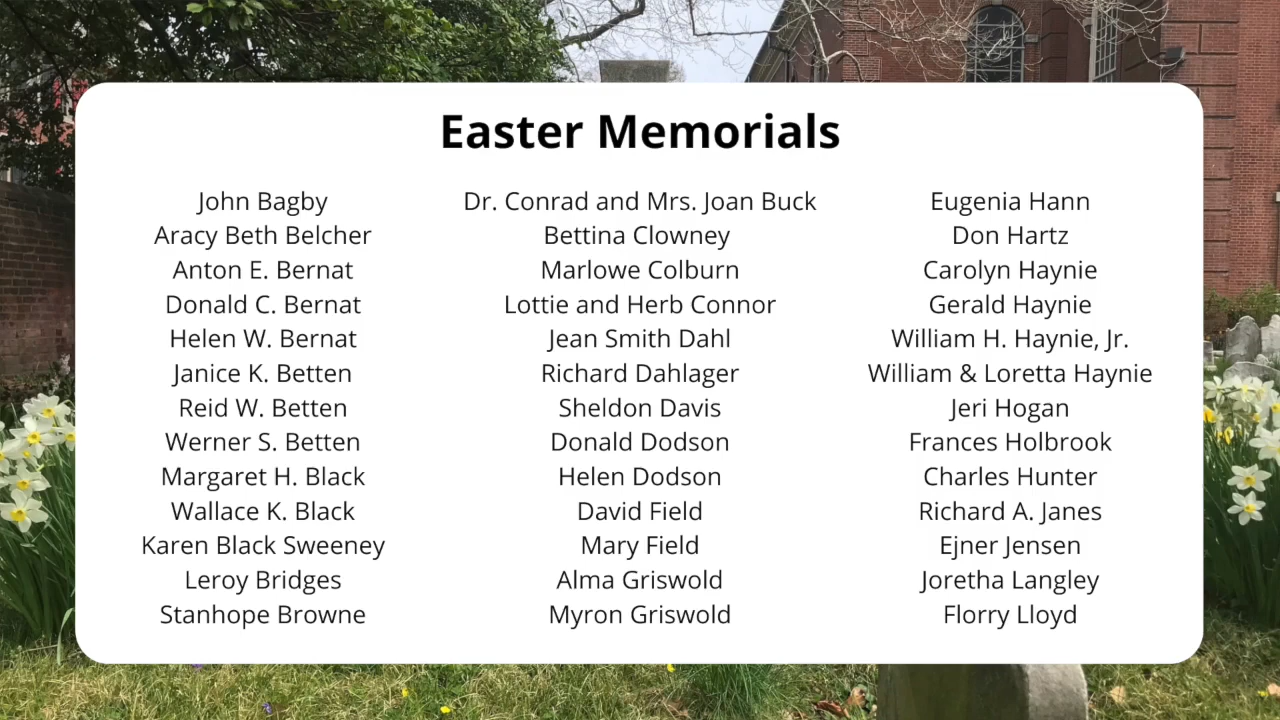 Easter Memorials
John Bagby
Aracy Beth Belcher
Anton E. Bernat
Donald C. Bernat
Helen W. Bernat
Janice K. Betten
Reid W. Betten
Werner S. Betten
Margaret H. Black
Wallace K. Black
Karen Black Sweeney
Leroy Bridges
Stanhope Browne
Dr. Conrad and Mrs. Joan Buck
Bettina Clowney
Marlowe Colburn
Lottie and Herb Connor
Jean Smith Dahl
Richard Dahlager
Sheldon Davis
Donald Dodson
Helen Dodson
David Field
Mary Field
Alma Griswold
Myron Griswold
Eugenia Hann
Don Hartz
Carolyn Haynie
Gerald Haynie
William H. Haynie, Jr.
William & Loretta Haynie
Jeri Hogan
Frances Holbrook
Charles Hunter
Richard A. Janes
Ejner Jensen
Joretha Langley
Florry Lloyd